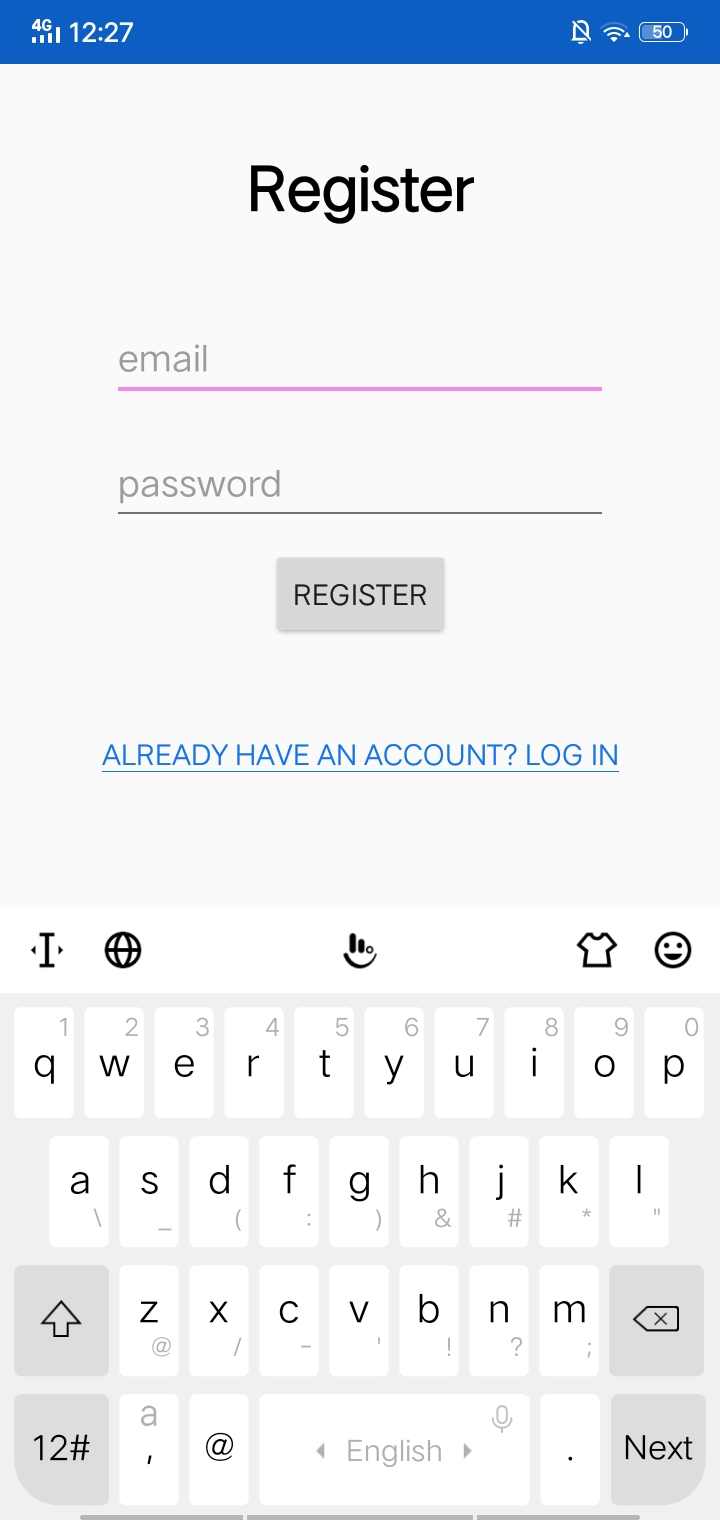 4G 12:27 50
Register
email
password
REGISTER
ALREADY HAVE AN ACCOUNT? LOG IN
1 2 3 4 5 6 7 8 9 0
q w e r t y u i o p
a s d f g h j k l
\ _ ( : ) & # * "
z x c v b n m
@ / - ' ! ? ;
a
12# , @ English . Next